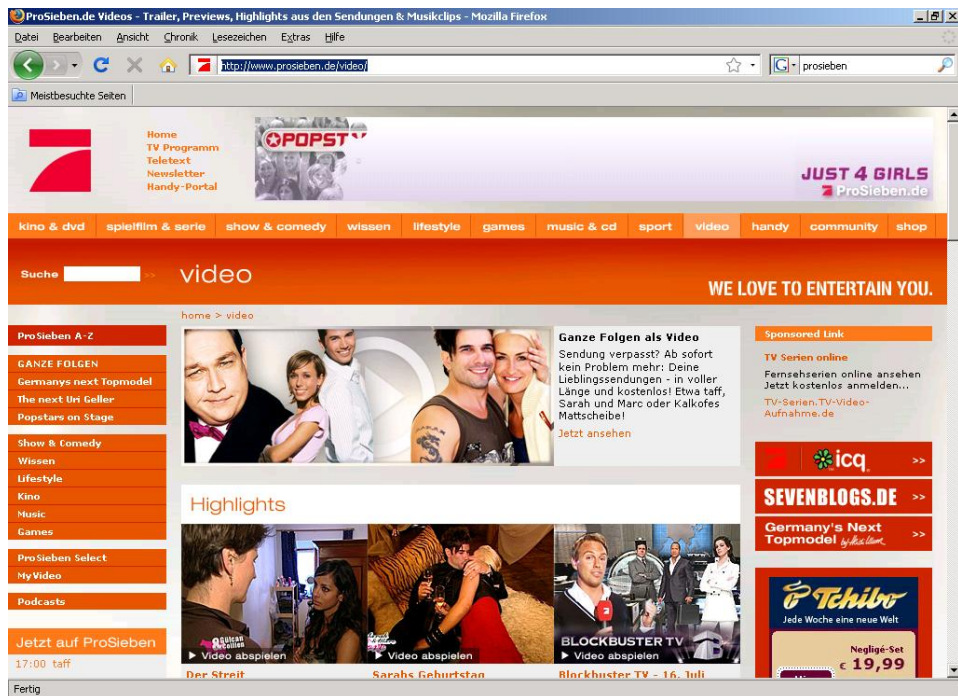 ProSieben.de Videos - Trailer, Previews, Highlights aus den Sendungen & Musikclips - Mozilla Firefox
Datei Bearbeiten Ansicht Chronik Lesezeichen Extras Hilfe
http://www.prosieben.de/video/
prosieben
Meistbesuchte Seiten
Home
TV Programm
Teletext
Newsletter
Handy-Portal
POPST
JUST 4 GIRLS
ProSieben.de
kino & dvd spielfilm & serie show & comedy wissen lifestyle games music & cd sport video handy community shop
Suche >> video
WE LOVE TO ENTERTAIN YOU.
home > video
ProSieben A-Z
GANZE FOLGEN
Germanys next Topmodel
The next Uri Geller
Popstars on Stage
Show & Comedy
Wissen
Lifestyle
Kino
Music
Games
ProSieben Select
MyVideo
Podcasts
Jetzt auf ProSieben
17:00 taff
Ganze Folgen als Video
Sendung verpasst? Ab sofort
kein Problem mehr: Deine
Lieblingssendungen - in voller
Länge und kostenlos! Etwa taff,
Sarah und Marc oder Kalkofes
Mattscheibe!
Jetzt ansehen
Highlights
Gülcan
Collien
Video abspielen
Der Streit
Video abspielen
Sarahs Geburtstag
BLOCKBUSTER TV
Video abspielen
Blockbuster TV - 16. Juli
Sponsored Link
TV Serien online
Fernsehserien online ansehen
Jetzt kostenlos anmelden...
TV-Serien.TV-Video-
Aufnahme.de
icq >>
SEVENBLOGS.DE >>
Germany's Next
Topmodel by Heidi Klum >>
Tchibo
Jede Woche eine neue Welt
Negligé-Set
€ 19,99
Fertig